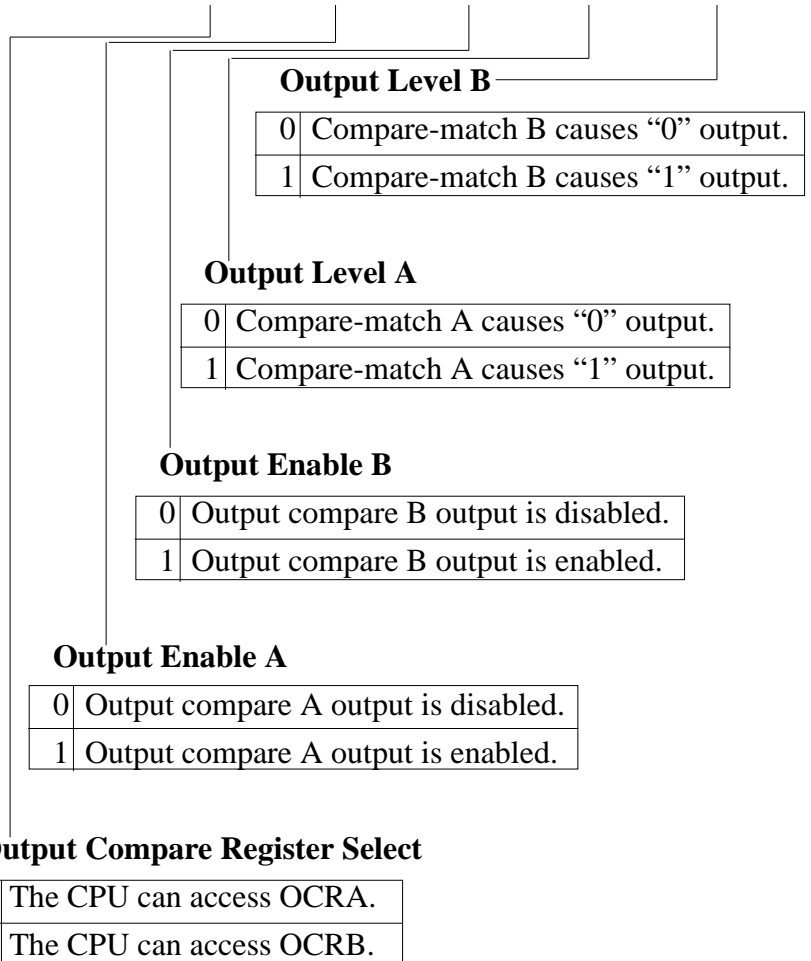 Output Level B
0 Compare-match B causes “0” output.
1 Compare-match B causes “1” output.
Output Level A
0 Compare-match A causes “0” output.
1 Compare-match A causes “1” output.
Output Enable B
0 Output compare B output is disabled.
1 Output compare B output is enabled.
Output Enable A
0 Output compare A output is disabled.
1 Output compare A output is enabled.
utput Compare Register Select
The CPU can access OCRA.
The CPU can access OCRB.